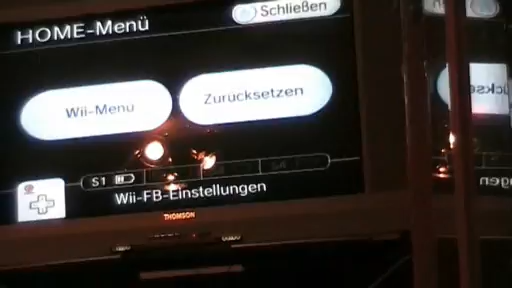 HOME-Menü
Schließen
Wii-Menü
Zurücksetzen
S1
Wii-FB-Einstellungen
THOMSON